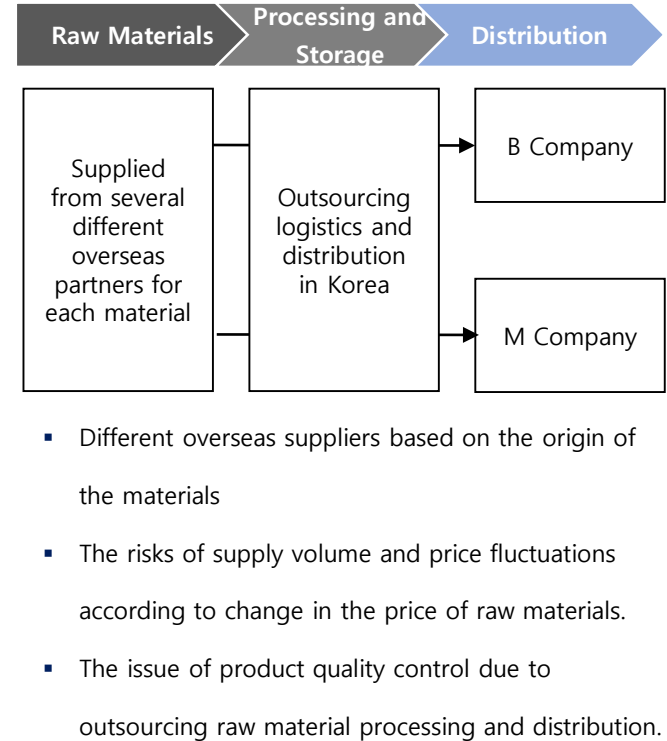 Raw Materials
Processing and
Storage
Distribution
Supplied
from several
different
overseas
partners for
each material
Outsourcing
logistics and
distribution
in Korea
B Company
M Company
▪ Different overseas suppliers based on the origin of
the materials
▪ The risks of supply volume and price fluctuations
according to change in the price of raw materials.
▪ The issue of product quality control due to
outsourcing raw material processing and distribution.